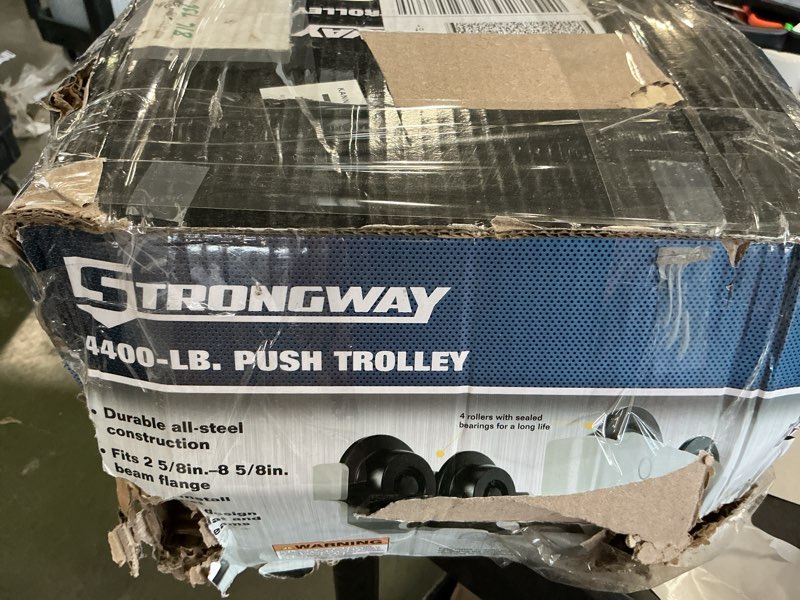 TROLLEY
STRONGWAY
4400-LB. PUSH TROLLEY
• Durable all-steel
construction
• Fits 2 5/8in.–8 5/8in.
beam flange
4 rollers with sealed
bearings for a long life
WARNING